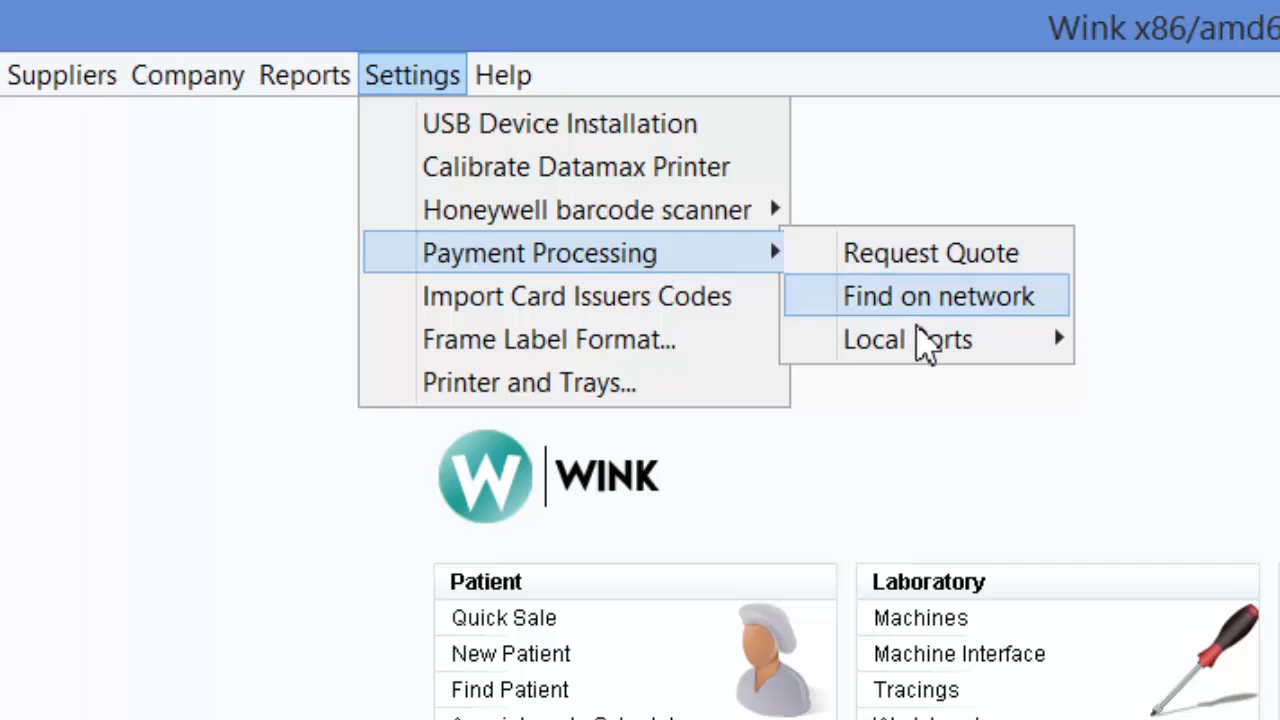 Wink x86/amd6
Suppliers Company Reports Settings Help
USB Device Installation
Calibrate Datamax Printer
Honeywell barcode scanner
Payment Processing
Import Card Issuers Codes
Frame Label Format...
Printer and Trays...
Request Quote
Find on network
Local Ports
W WINK
Patient
Quick Sale
New Patient
Find Patient
Laboratory
Machines
Machine Interface
Tracings